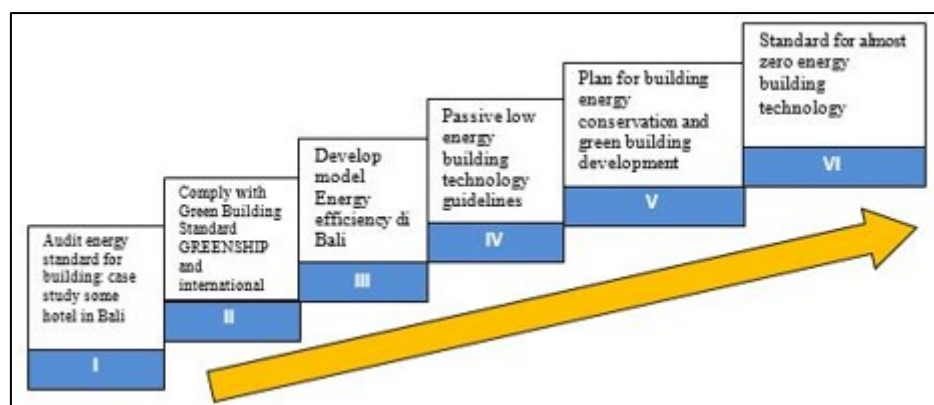 Audit energy
standard for
building: case
study some
hotel in Bali
I
Comply with
Green Building
Standard
GREENSHIP
and
international
II
Develop model
Energy
efficiency di
Bali
III
Passive low
energy
building
technology
guidelines
IV
Plan for building
energy
conservation and
green building
development
V
Standard for almost
zero energy
building
technology
VI